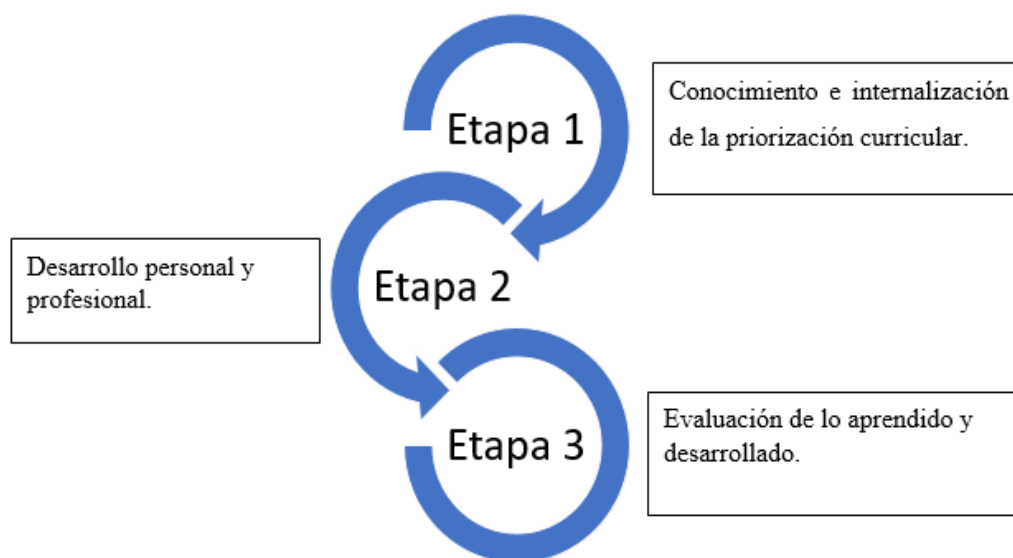 Etapa 1
Conocimiento e internalización
de la priorización curricular.
Etapa 2
Desarrollo personal y
profesional.
Etapa 3
Evaluación de lo aprendido y
desarrollado.